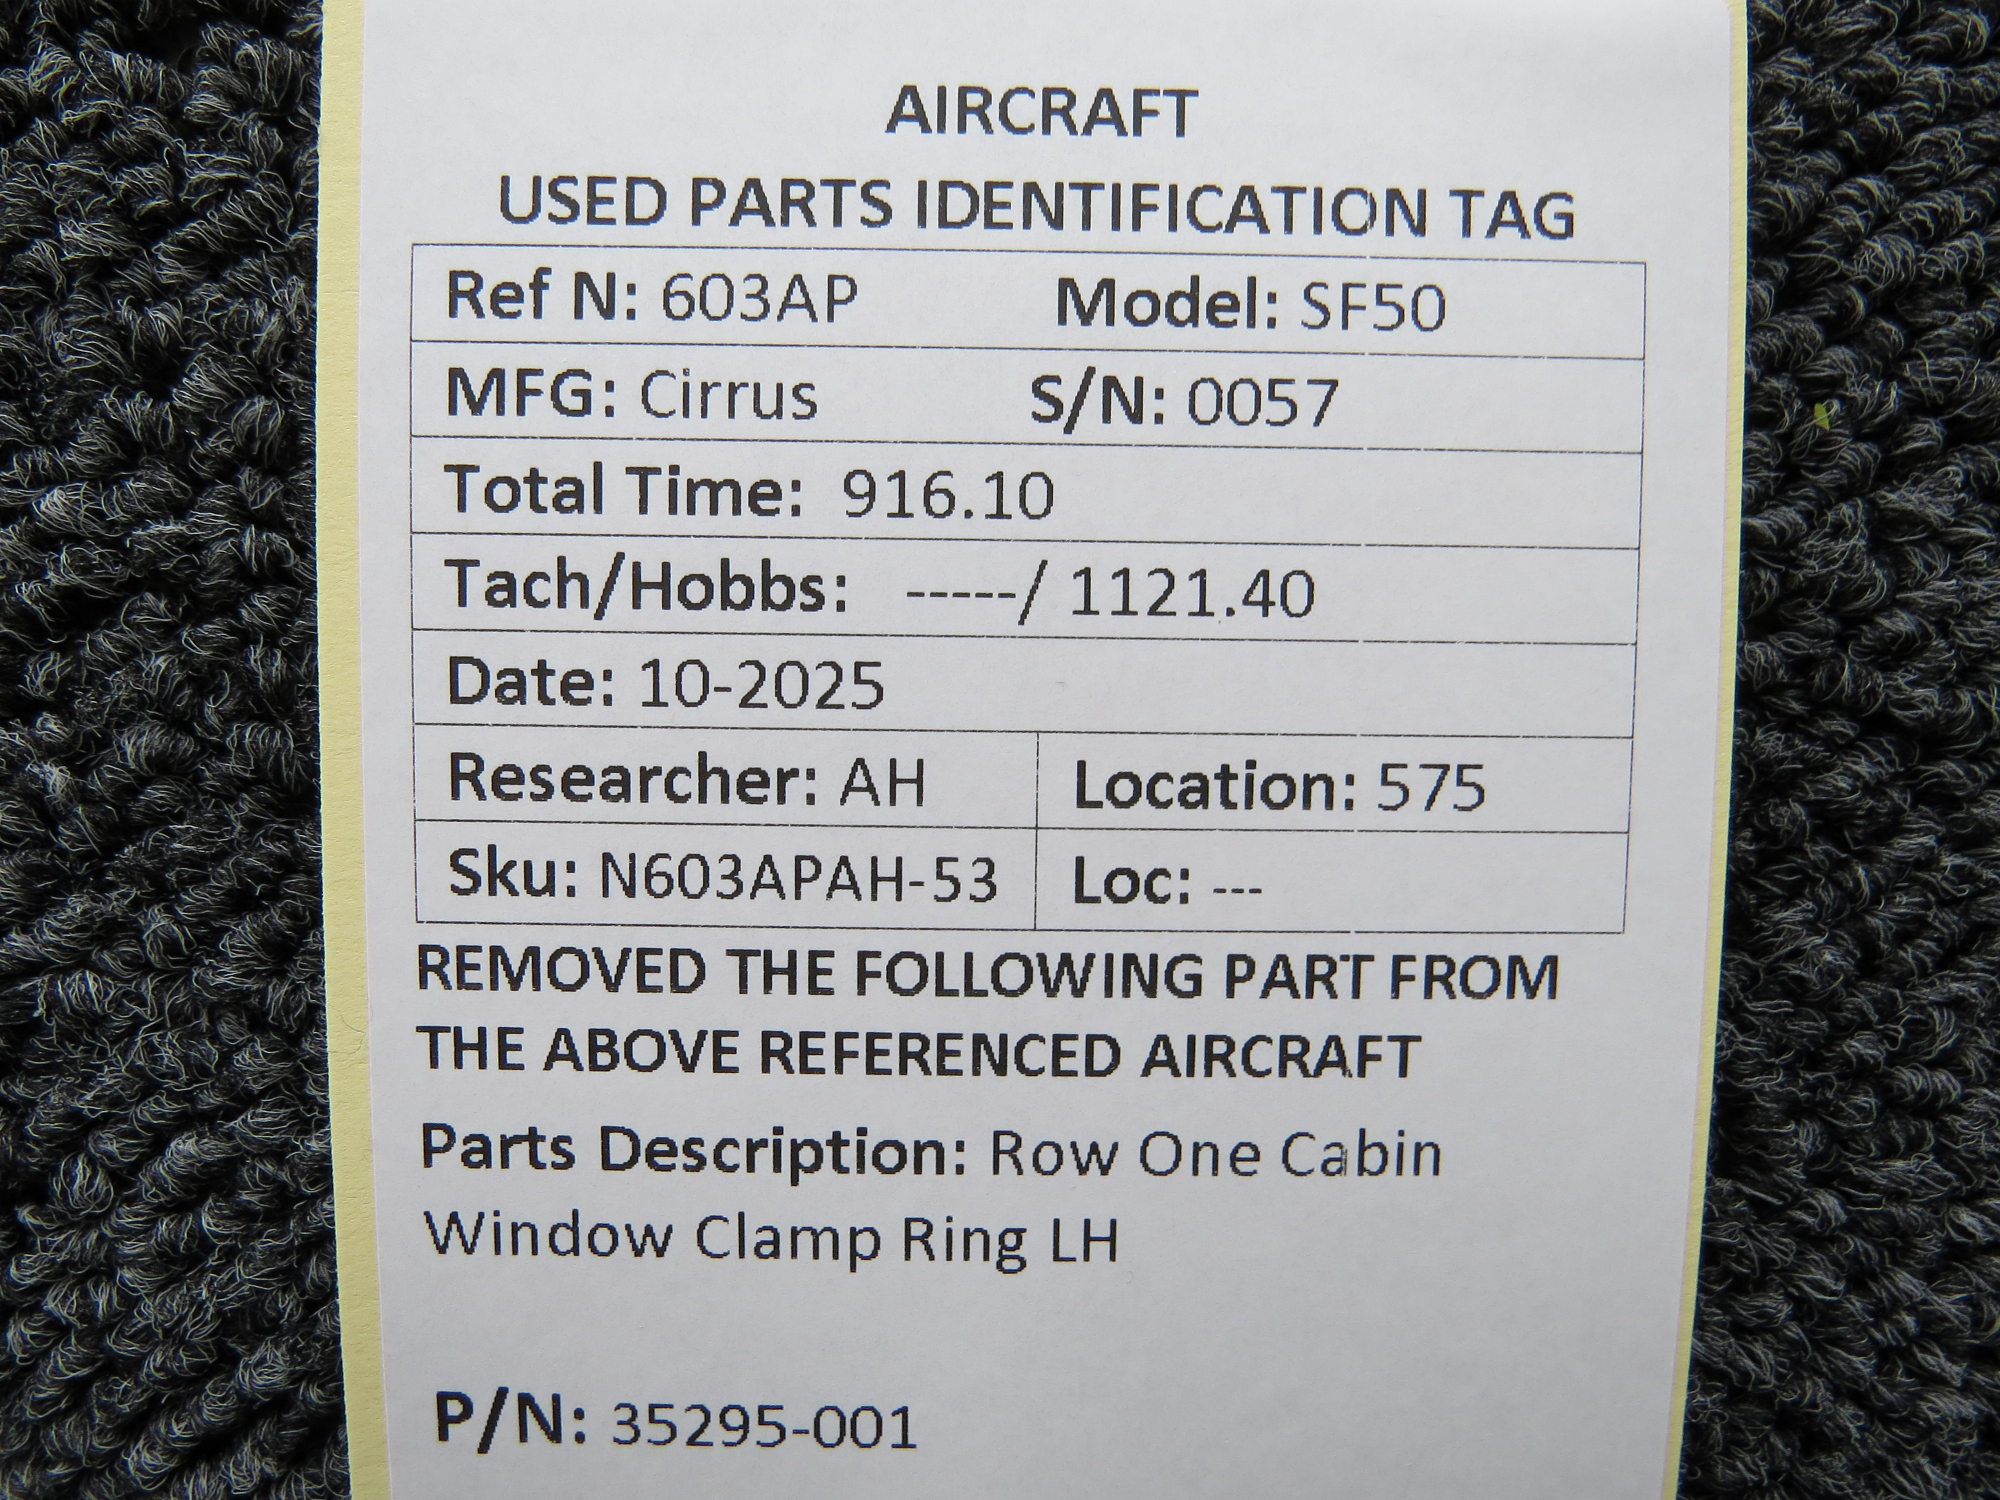 AIRCRAFT
USED PARTS IDENTIFICATION TAG
Ref N: 603AP Model: SF50
MFG: Cirrus S/N: 0057
Total Time: 916.10
Tach/Hobbs: -----/ 1121.40
Date: 10-2025
Researcher: AH Location: 575
Sku: N603APAH-53 Loc: ---
REMOVED THE FOLLOWING PART FROM
THE ABOVE REFERENCED AIRCRAFT
Parts Description: Row One Cabin
Window Clamp Ring LH
P/N: 35295-001